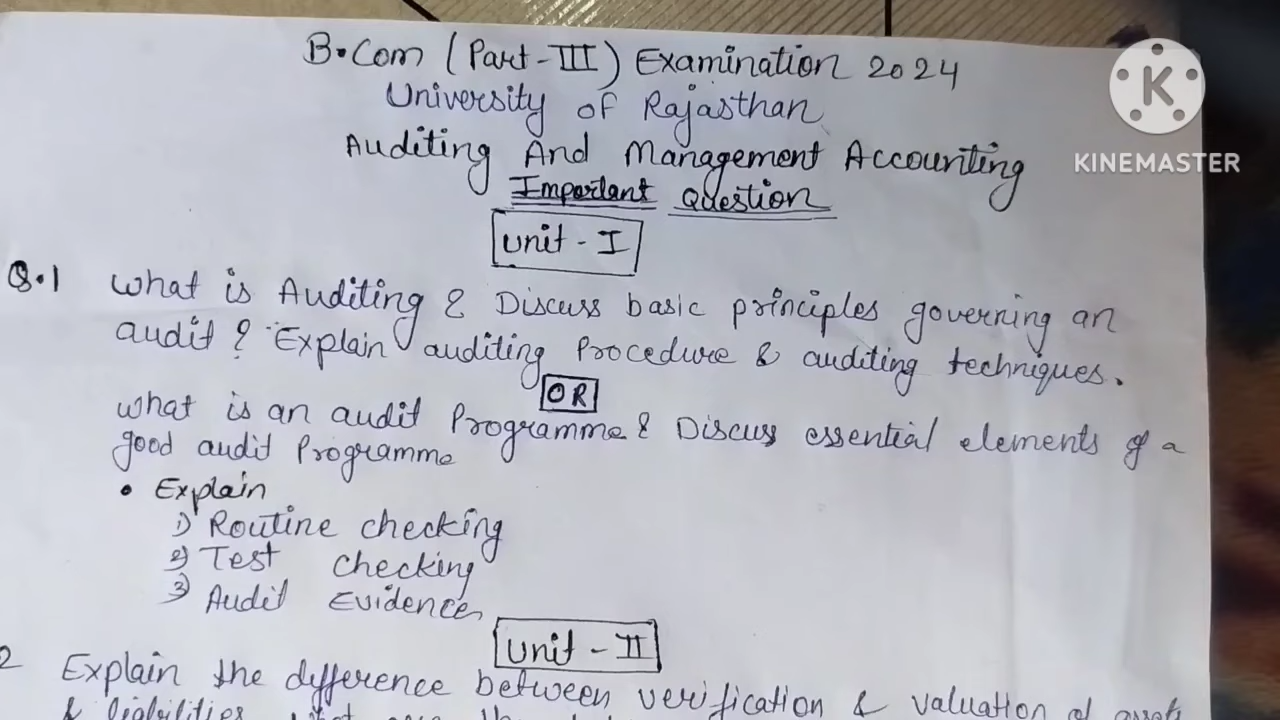 B.Com (Part-III) Examination 2024
University of Rajasthan
Auditing And Management Accounting
Important Question
Unit - I
Q.1 What is Auditing & Discuss basic principles governing an
audit? Explain auditing Procedure & auditing techniques.
OR
What is an audit Programme & Discuss essential elements of a
good audit Programme
• Explain
1) Routine checking
2) Test checking
3) Audit Evidence
Unit - II
2 Explain the difference between verification & valuation of assets
& liabilities
K
KINEMASTER